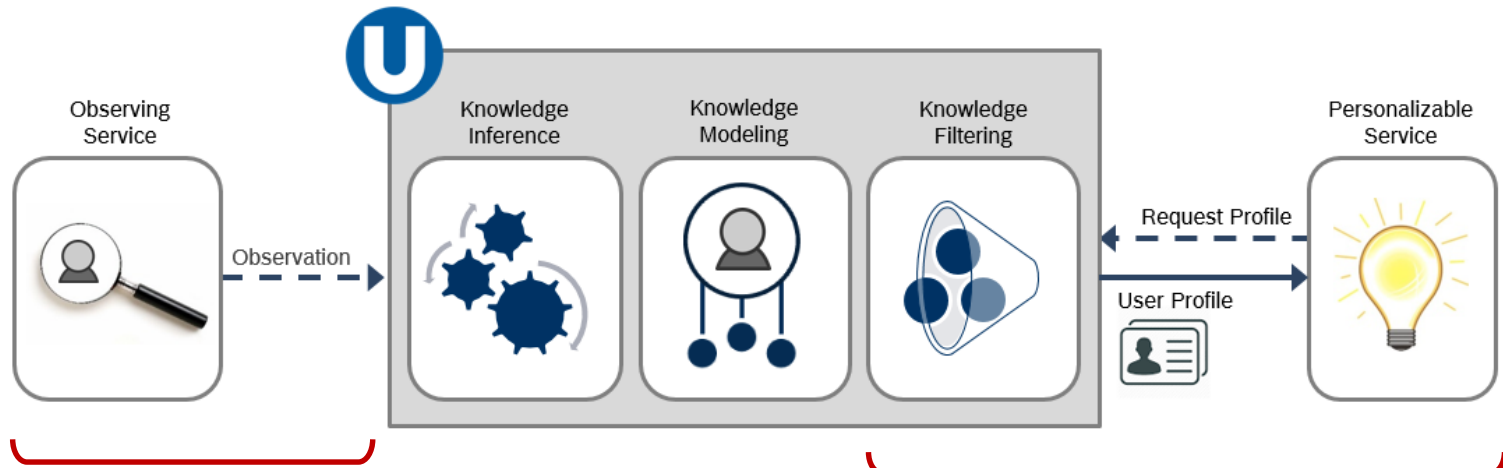 U
Observing
Service
Knowledge
Inference
Knowledge
Modeling
Knowledge
Filtering
Personalizable
Service
Observation
Request Profile
User Profile